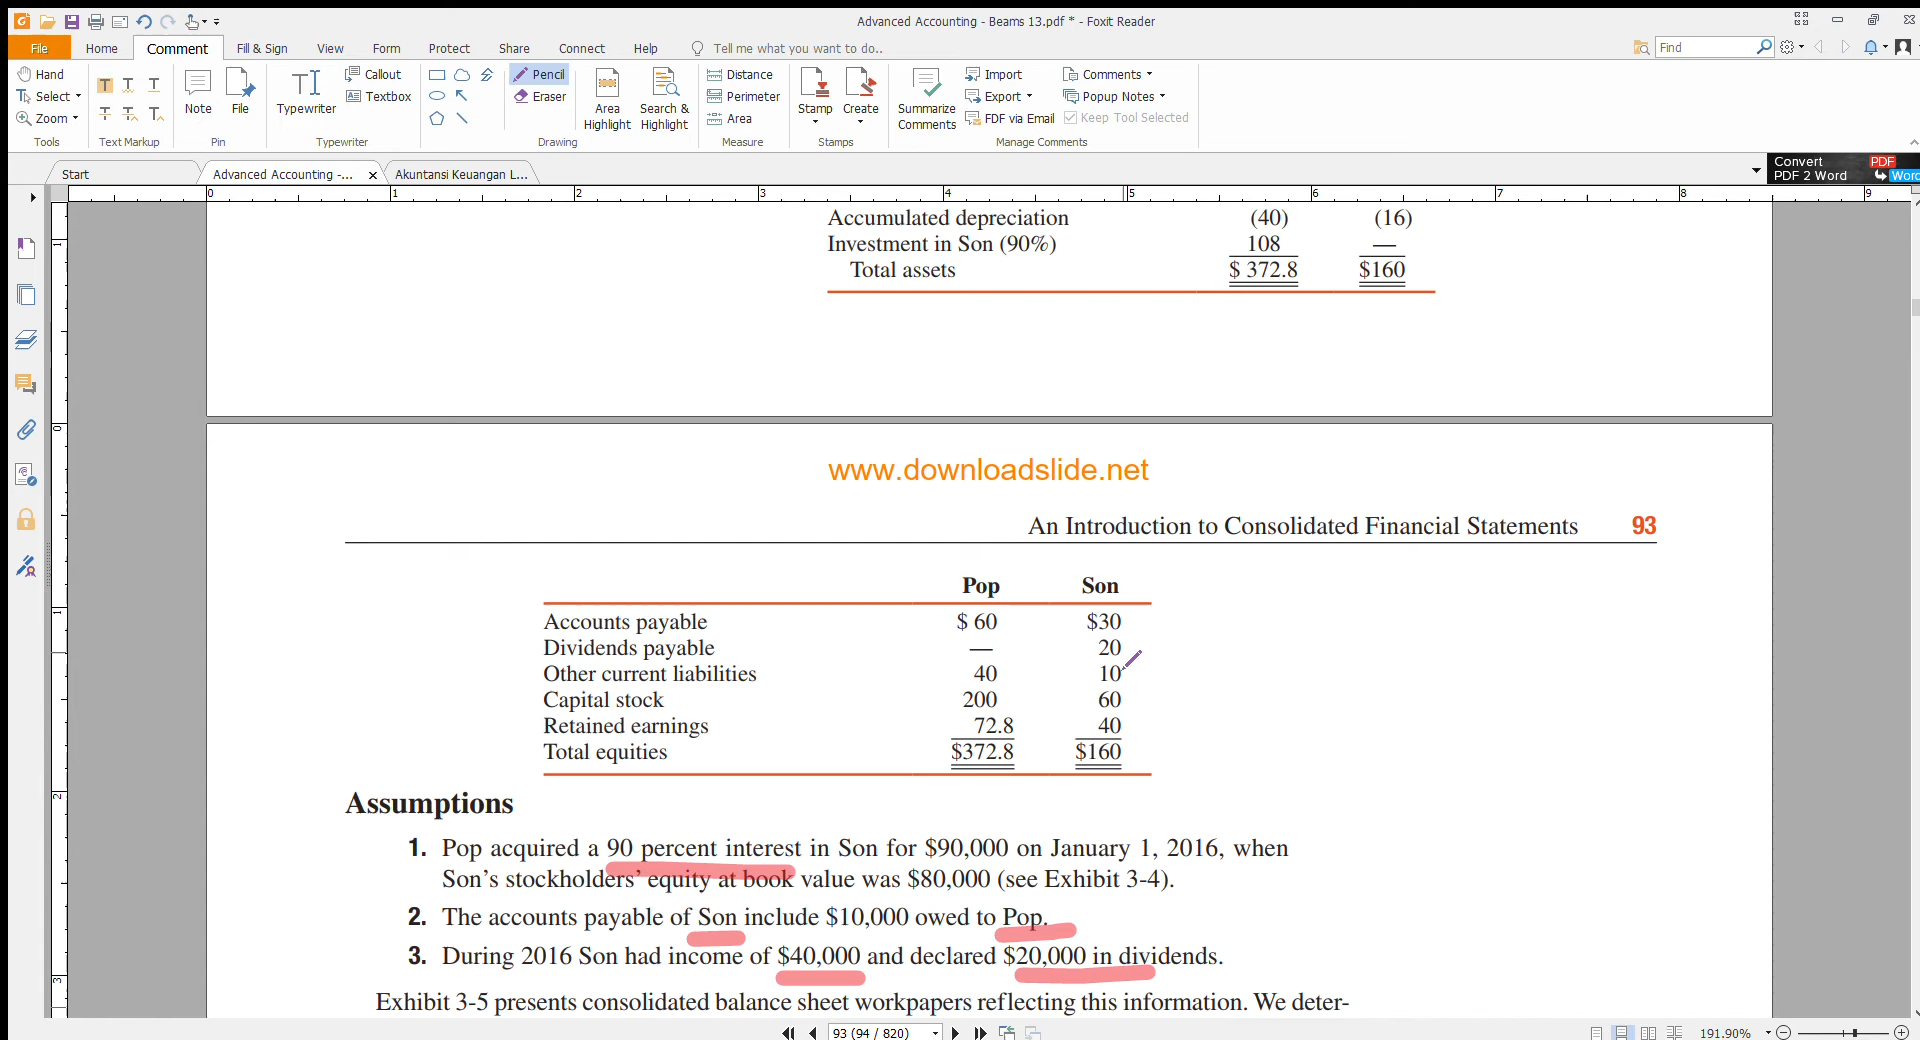 Advanced Accounting - Beams 13.pdf * - Foxit Reader
File Home Comment Fill & Sign View Form Protect Share Connect Help Tell me what you want to do.. Find
Hand
Select
Zoom
Tools
Text Markup
Note File
Pin
Typewriter
Callout
Textbox
Typewriter
Pencil
Eraser
Drawing
Area Highlight
Search & Highlight
Distance
Perimeter
Area
Measure
Stamp Create
Stamps
Summarize Comments
Import
Export
FDF via Email
Comments
Popup Notes
Keep Tool Selected
Manage Comments
Start Advanced Accounting -... Akuntansi Keuangan L...
Convert PDF
PDF 2 Word Word
0 1 2 3 4 5 6 7 8 9
Accumulated depreciation (40) (16)
Investment in Son (90%) 108 —
Total assets $ 372.8 $160
www.downloadslide.net
An Introduction to Consolidated Financial Statements 93
Pop Son
Accounts payable $ 60 $30
Dividends payable — 20
Other current liabilities 40 10
Capital stock 200 60
Retained earnings 72.8 40
Total equities $372.8 $160
Assumptions
1. Pop acquired a 90 percent interest in Son for $90,000 on January 1, 2016, when
Son's stockholders' equity at book value was $80,000 (see Exhibit 3-4).
2. The accounts payable of Son include $10,000 owed to Pop.
3. During 2016 Son had income of $40,000 and declared $20,000 in dividends.
Exhibit 3-5 presents consolidated balance sheet workpapers reflecting this information. We deter-
93 (94 / 820)
191.90%